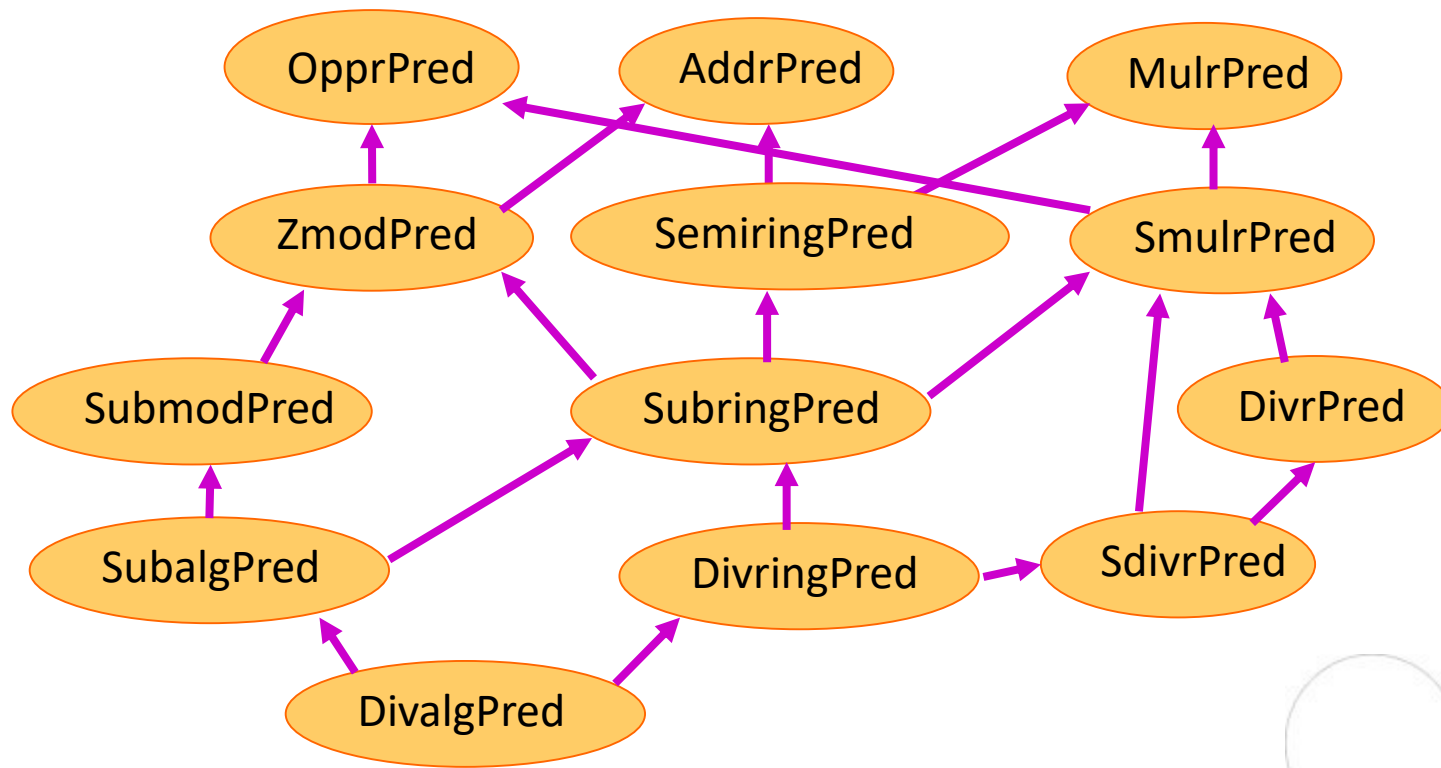 OpprPred
AddrPred
MulrPred
ZmodPred
SemiringPred
SmulrPred
SubmodPred
SubringPred
DivrPred
SubalgPred
DivringPred
SdivrPred
DivalgPred